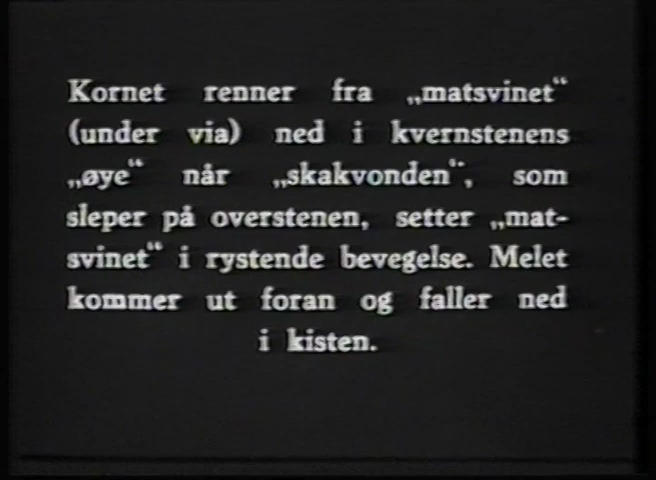 Kornet renner fra „matsvinet“
(under via) ned i kvernstenens
„øye“ når „skakvonden“, som
sleper på overstenen, setter „mat-
svinet“ i rystende bevegelse. Melet
kommer ut foran og faller ned
i kisten.